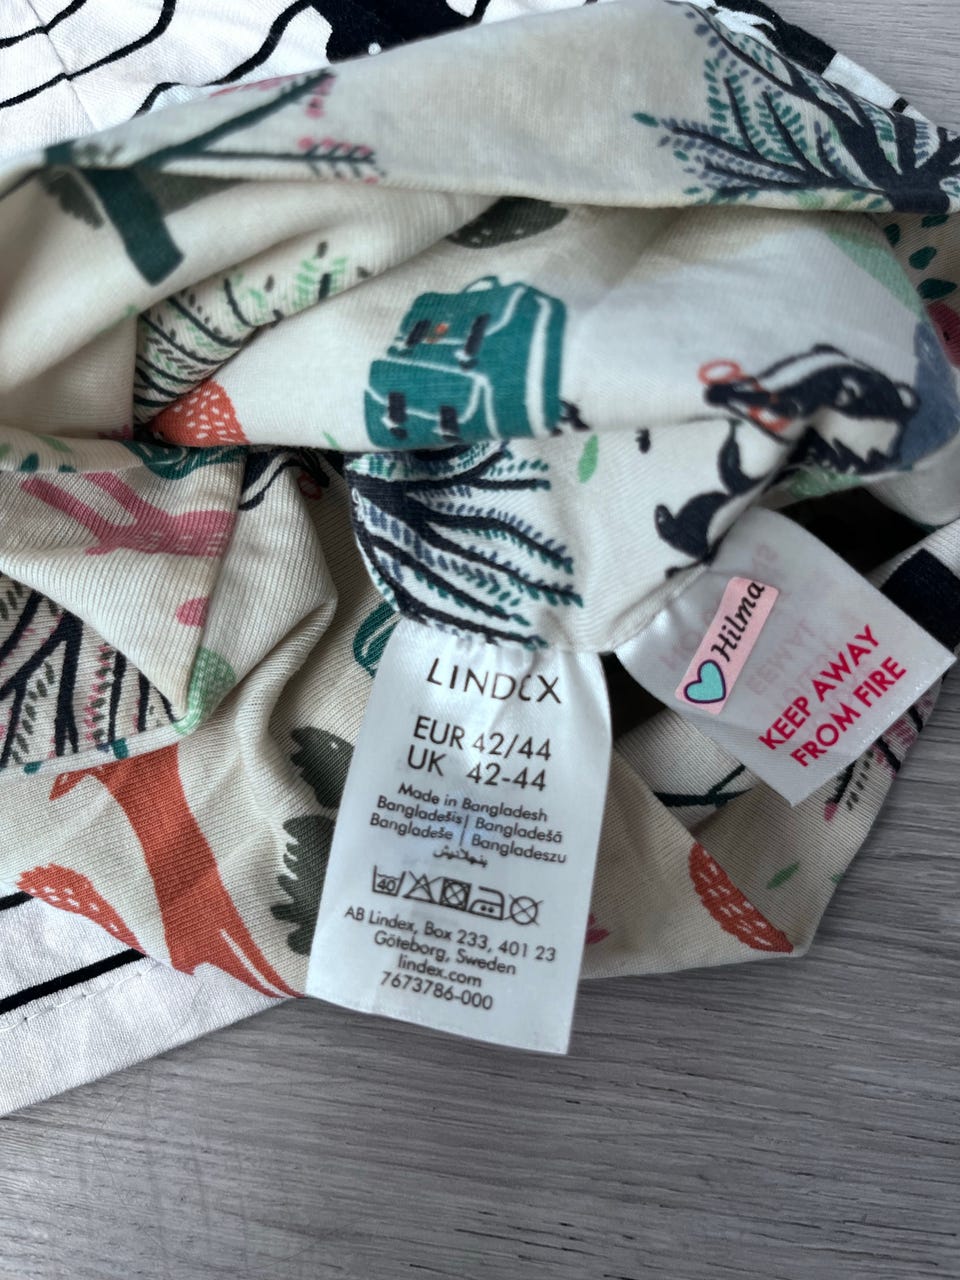 LINDEX
EUR 42/44
UK 42-44
Made in Bangladesh
Bangladešis | Bangladešā
Bangladeše | Bangladeszu
بنجلاديش
40
AB Lindex, Box 233, 401 23
Göteborg, Sweden
lindex.com
7673786-000
Hilma
KEEP AWAY
FROM FIRE